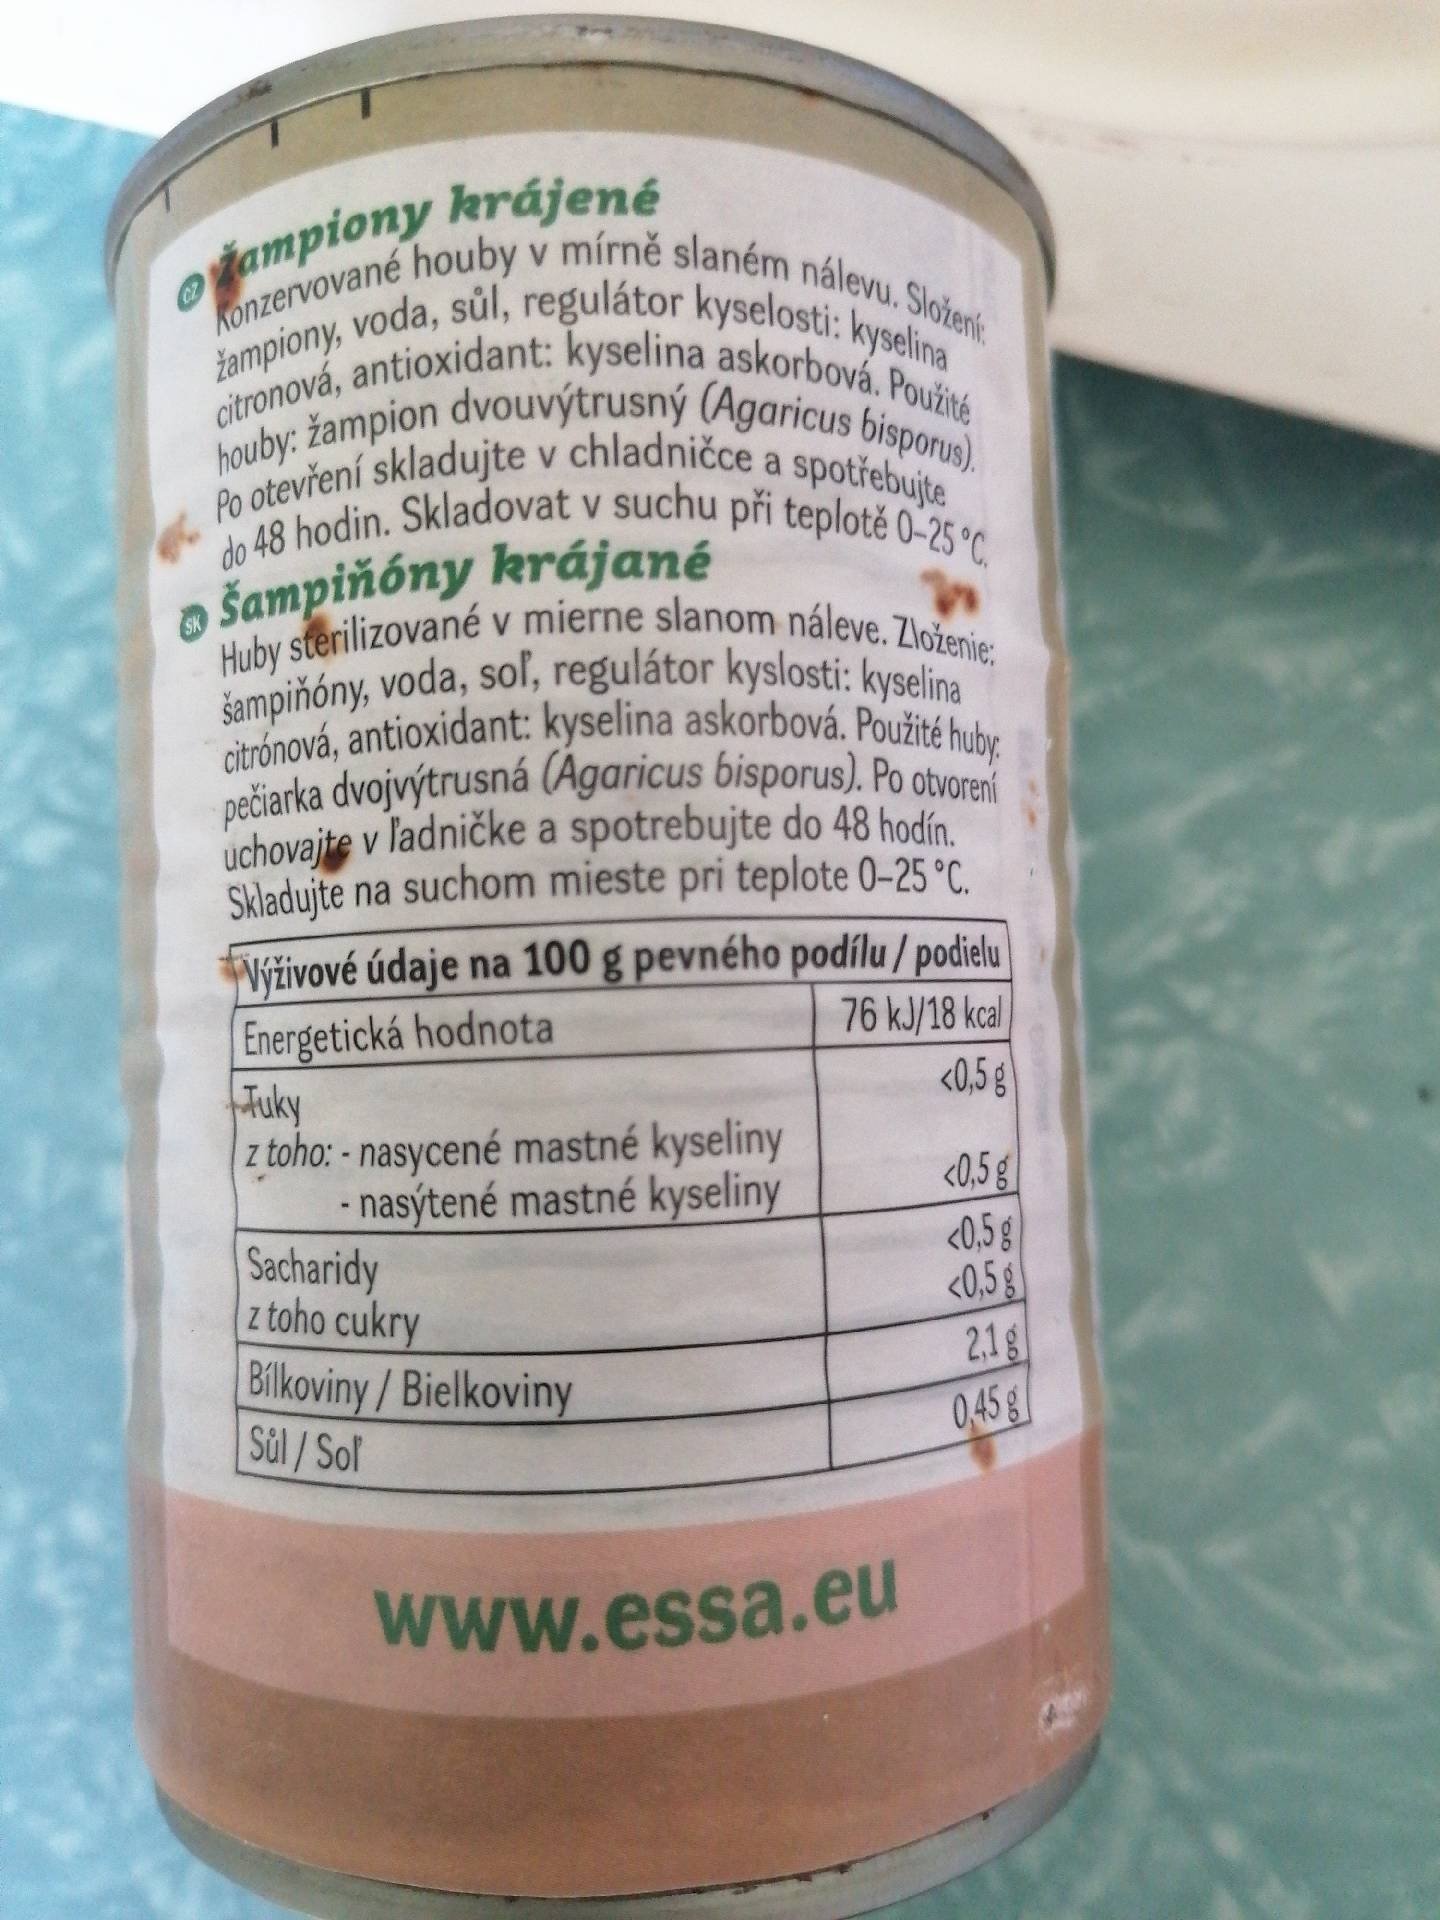 CZ Žampiony krájené
Konzervované houby v mírně slaném nálevu. Složení:
žampiony, voda, sůl, regulátor kyselosti: kyselina
citronová, antioxidant: kyselina askorbová. Použité
houby: žampion dvouvýtrusný (Agaricus bisporus).
Po otevření skladujte v chladničce a spotřebujte
do 48 hodin. Skladovat v suchu při teplotě 0–25 °C.
SK Šampiňóny krájané
Huby sterilizované v mierne slanom náleve. Zloženie:
šampiňóny, voda, soľ, regulátor kyslosti: kyselina
citrónová, antioxidant: kyselina askorbová. Použité huby:
pečiarka dvojvýtrusná (Agaricus bisporus). Po otvorení
uchovajte v ľadničke a spotrebujte do 48 hodín.
Skladujte na suchom mieste pri teplote 0–25 °C.
Výživové údaje na 100 g pevného podílu / podielu
Energetická hodnota 76 kJ/18 kcal
Tuky <0,5 g
z toho: - nasycené mastné kyseliny
- nasýtené mastné kyseliny <0,5 g
Sacharidy <0,5 g
z toho cukry <0,5 g
Bílkoviny / Bielkoviny 2,1 g
Sůl / Soľ 0,45 g
www.essa.eu